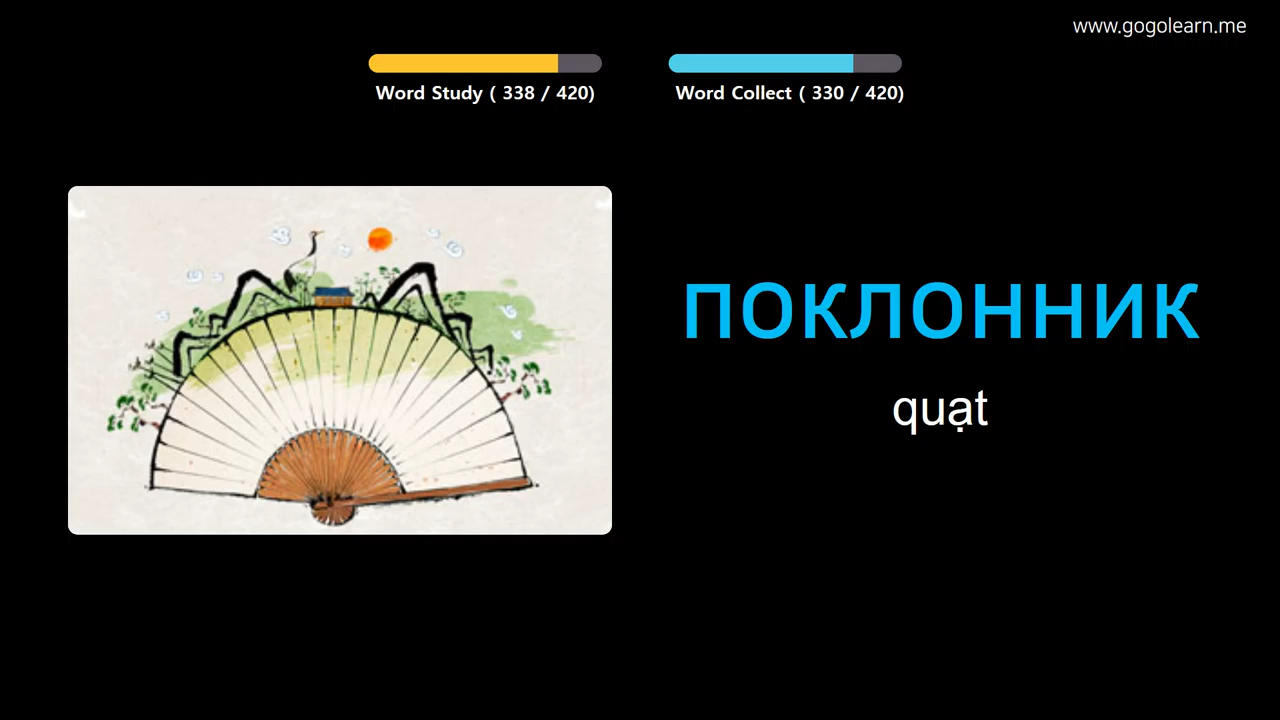 www.gogolearn.me
Word Study ( 338 / 420)
Word Collect ( 330 / 420)
поклонник
quạt